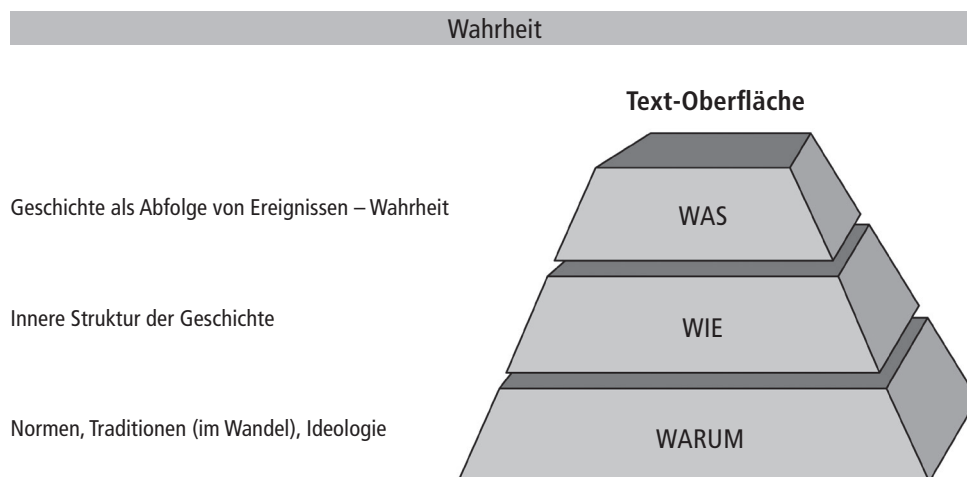 Wahrheit
Text-Oberfläche
Geschichte als Abfolge von Ereignissen – Wahrheit
WAS
Innere Struktur der Geschichte
WIE
Normen, Traditionen (im Wandel), Ideologie
WARUM